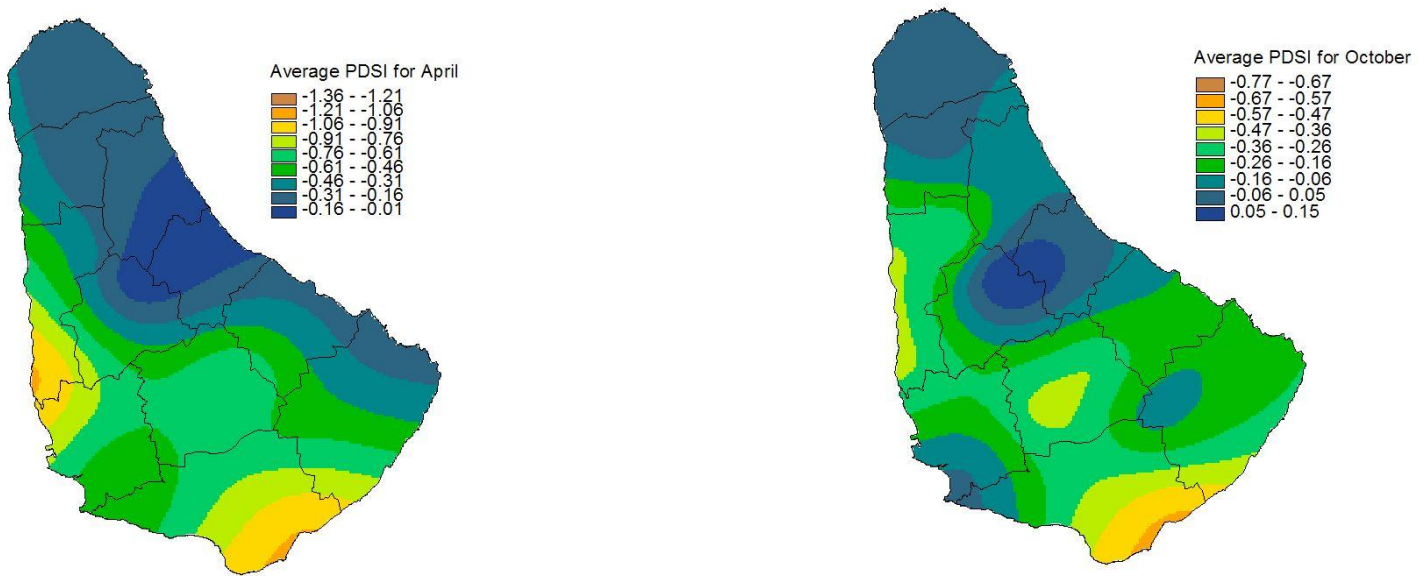 Average PDSI for April
-1.36 - -1.21
-1.21 - -1.06
-1.06 - -0.91
-0.91 - -0.76
-0.76 - -0.61
-0.61 - -0.46
-0.46 - -0.31
-0.31 - -0.16
-0.16 - -0.01
Average PDSI for October
-0.77 - -0.67
-0.67 - -0.57
-0.57 - -0.47
-0.47 - -0.36
-0.36 - -0.26
-0.26 - -0.16
-0.16 - -0.06
-0.06 - 0.05
0.05 - 0.15